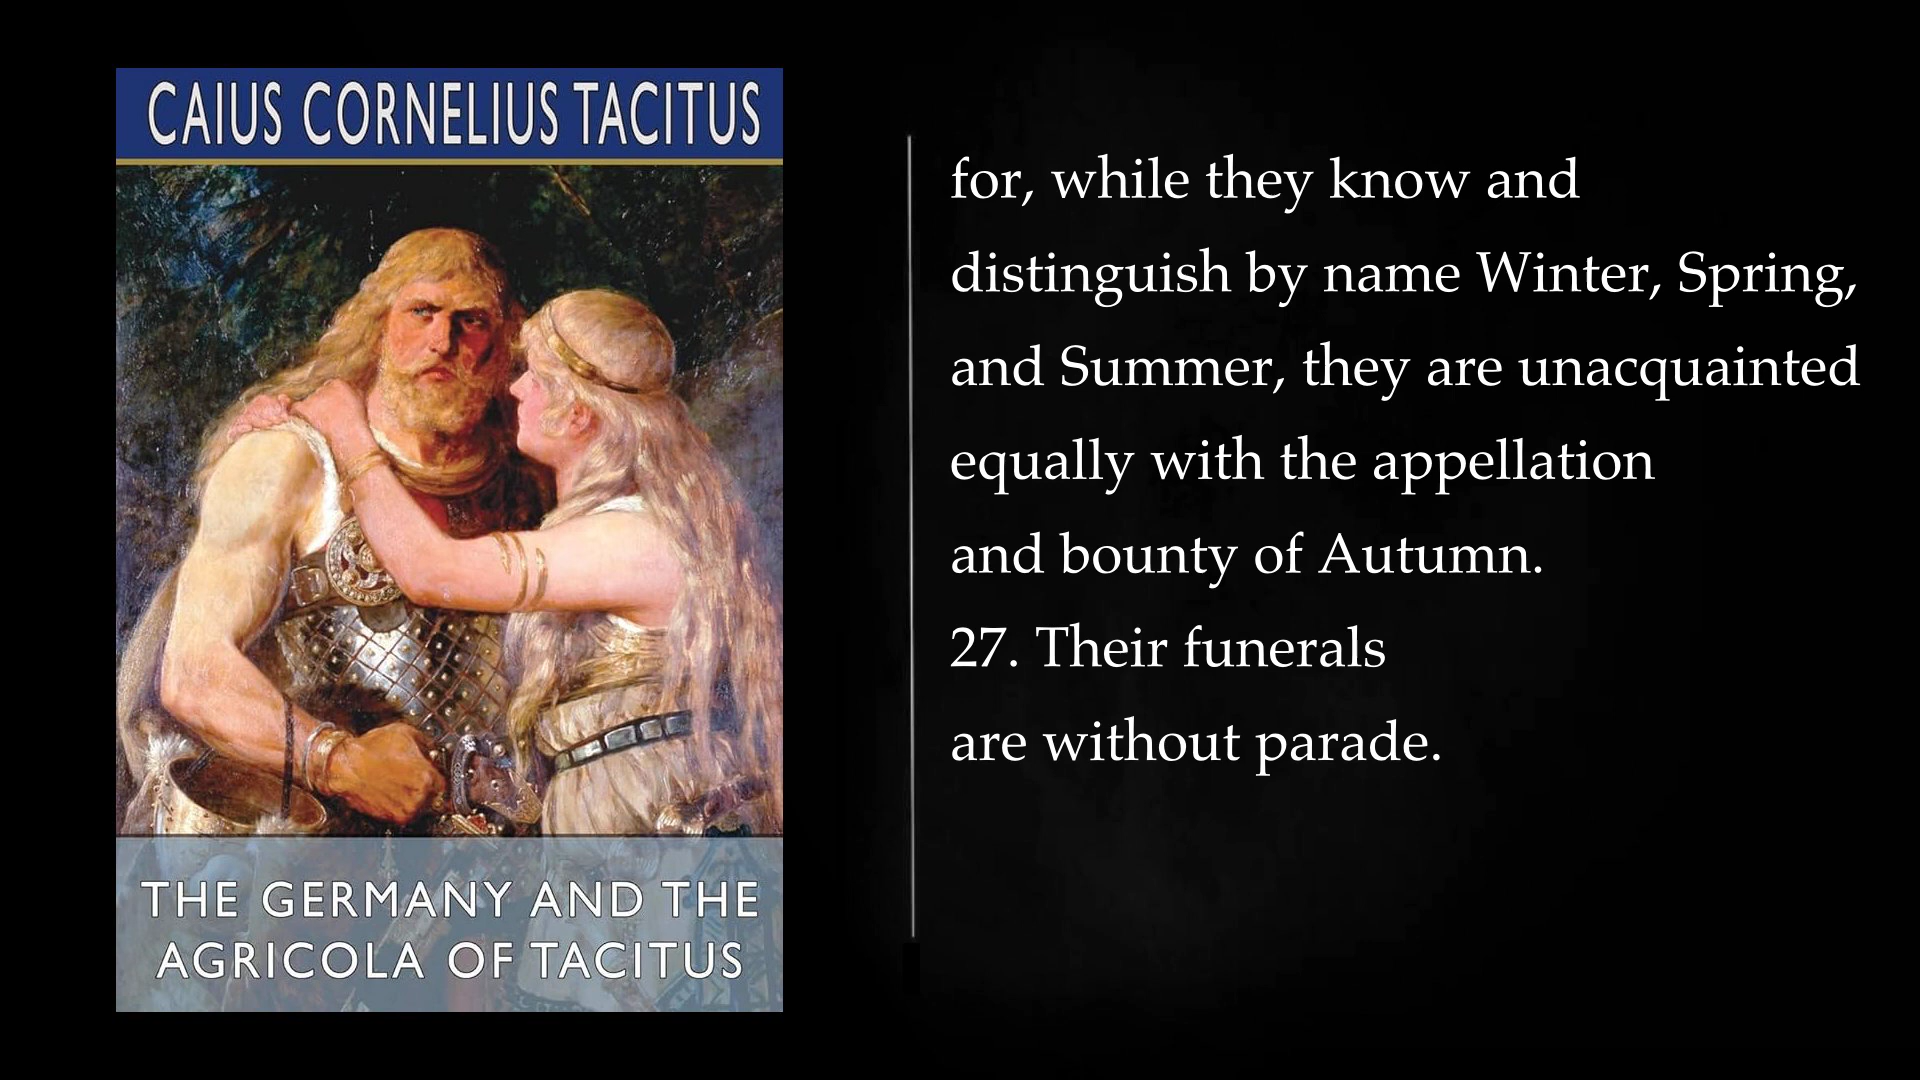 CAIUS CORNELIUS TACITUS
THE GERMANY AND THE
AGRICOLA OF TACITUS
for, while they know and
distinguish by name Winter, Spring,
and Summer, they are unacquainted
equally with the appellation
and bounty of Autumn.
27. Their funerals
are without parade.